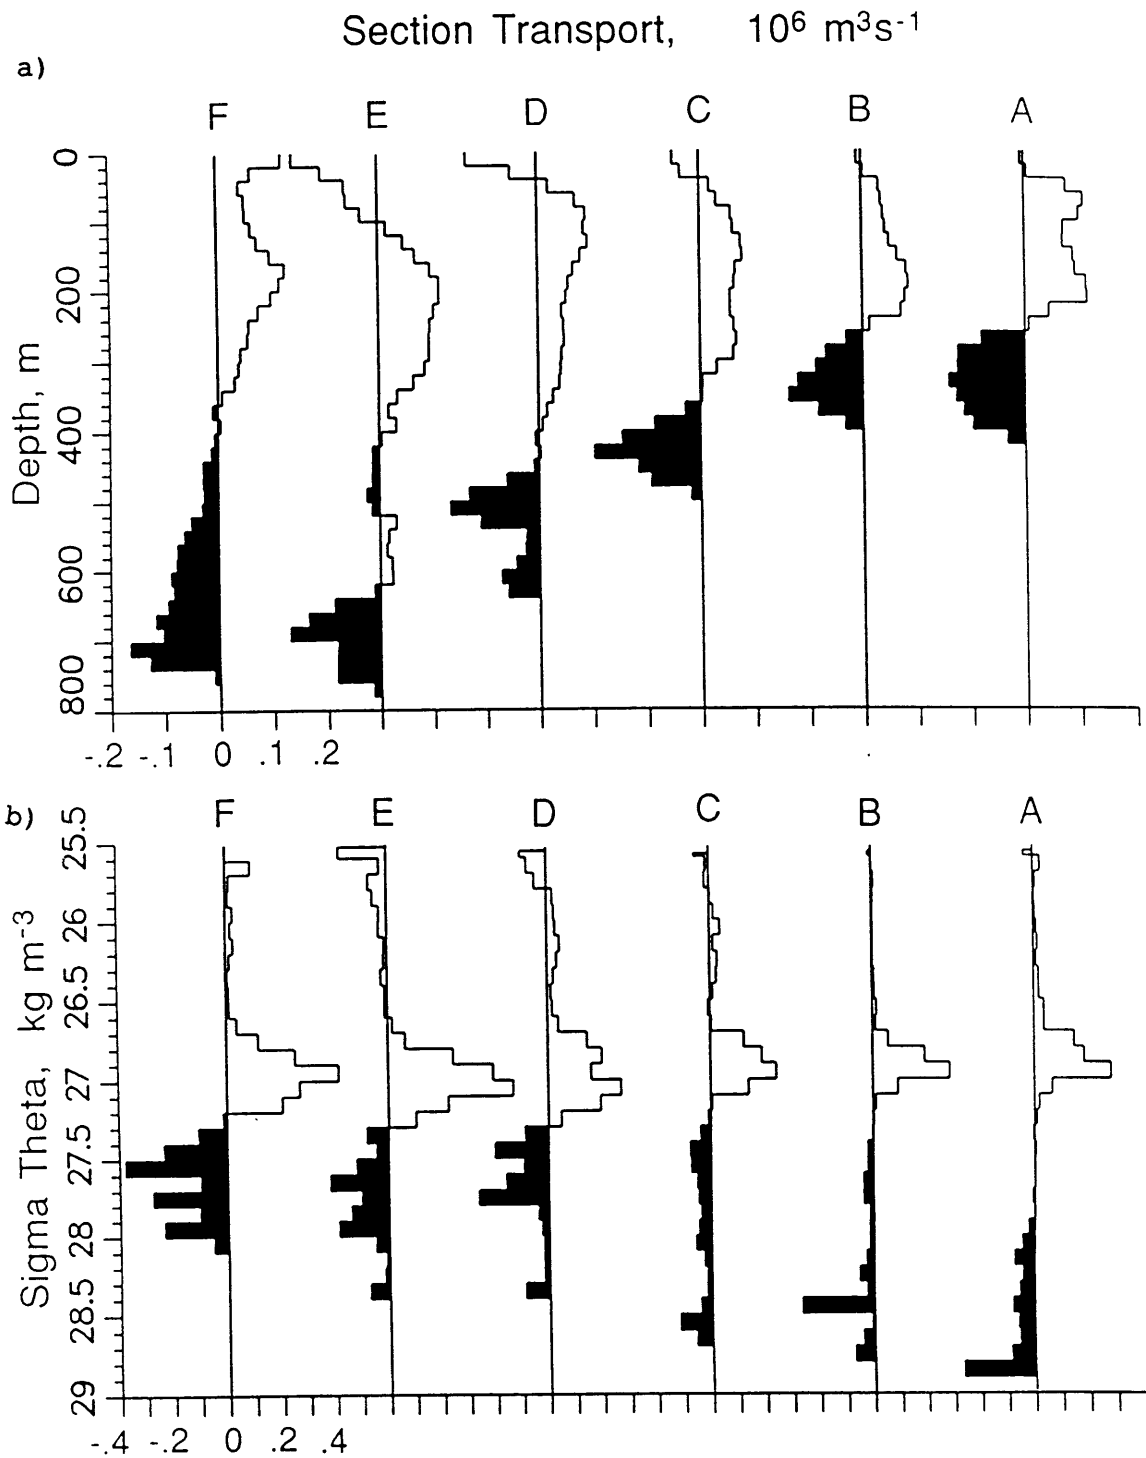 Section Transport, 10⁶ m³s⁻¹
a)
F E D C B A
0
200
400
600
800
Depth, m
-.2 -.1 0 .1 .2
b)
F E D C B A
25.5
26
26.5
27
27.5
28
28.5
29
Sigma Theta, kg m⁻³
-.4 -.2 0 .2 .4